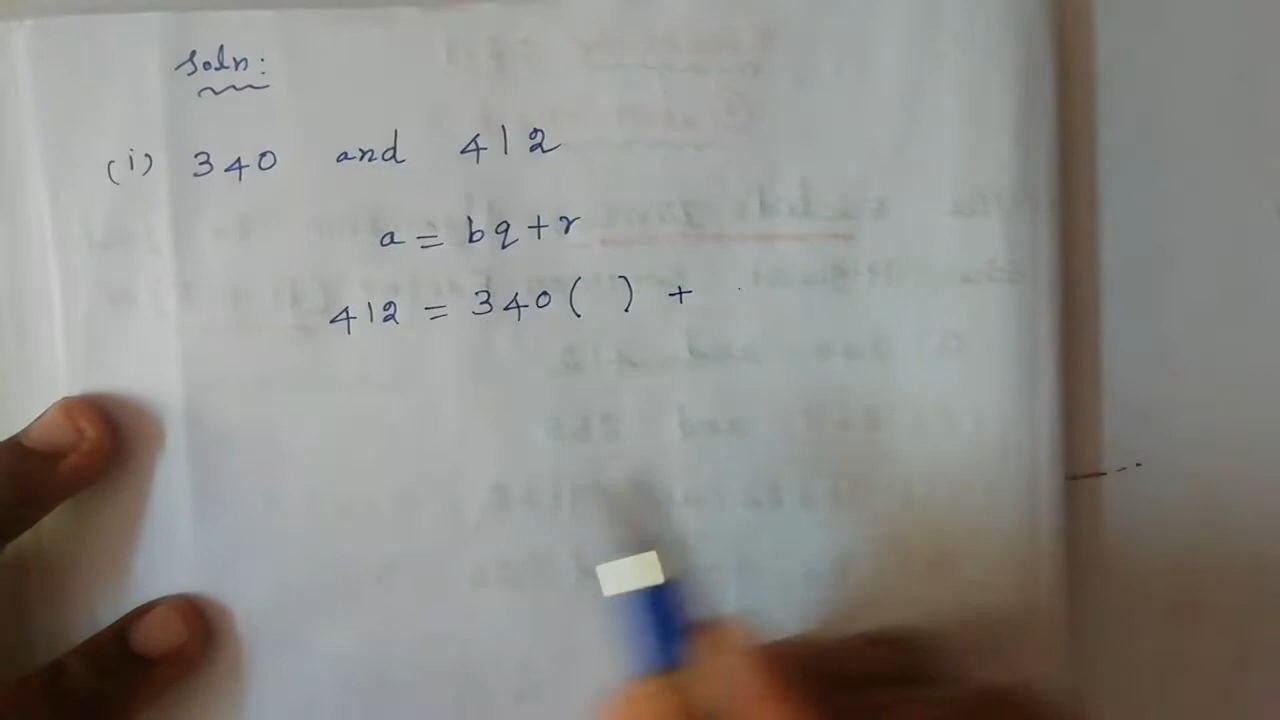 Soln:
(i) 340 and 412
a = bq + r
412 = 340 ( ) +